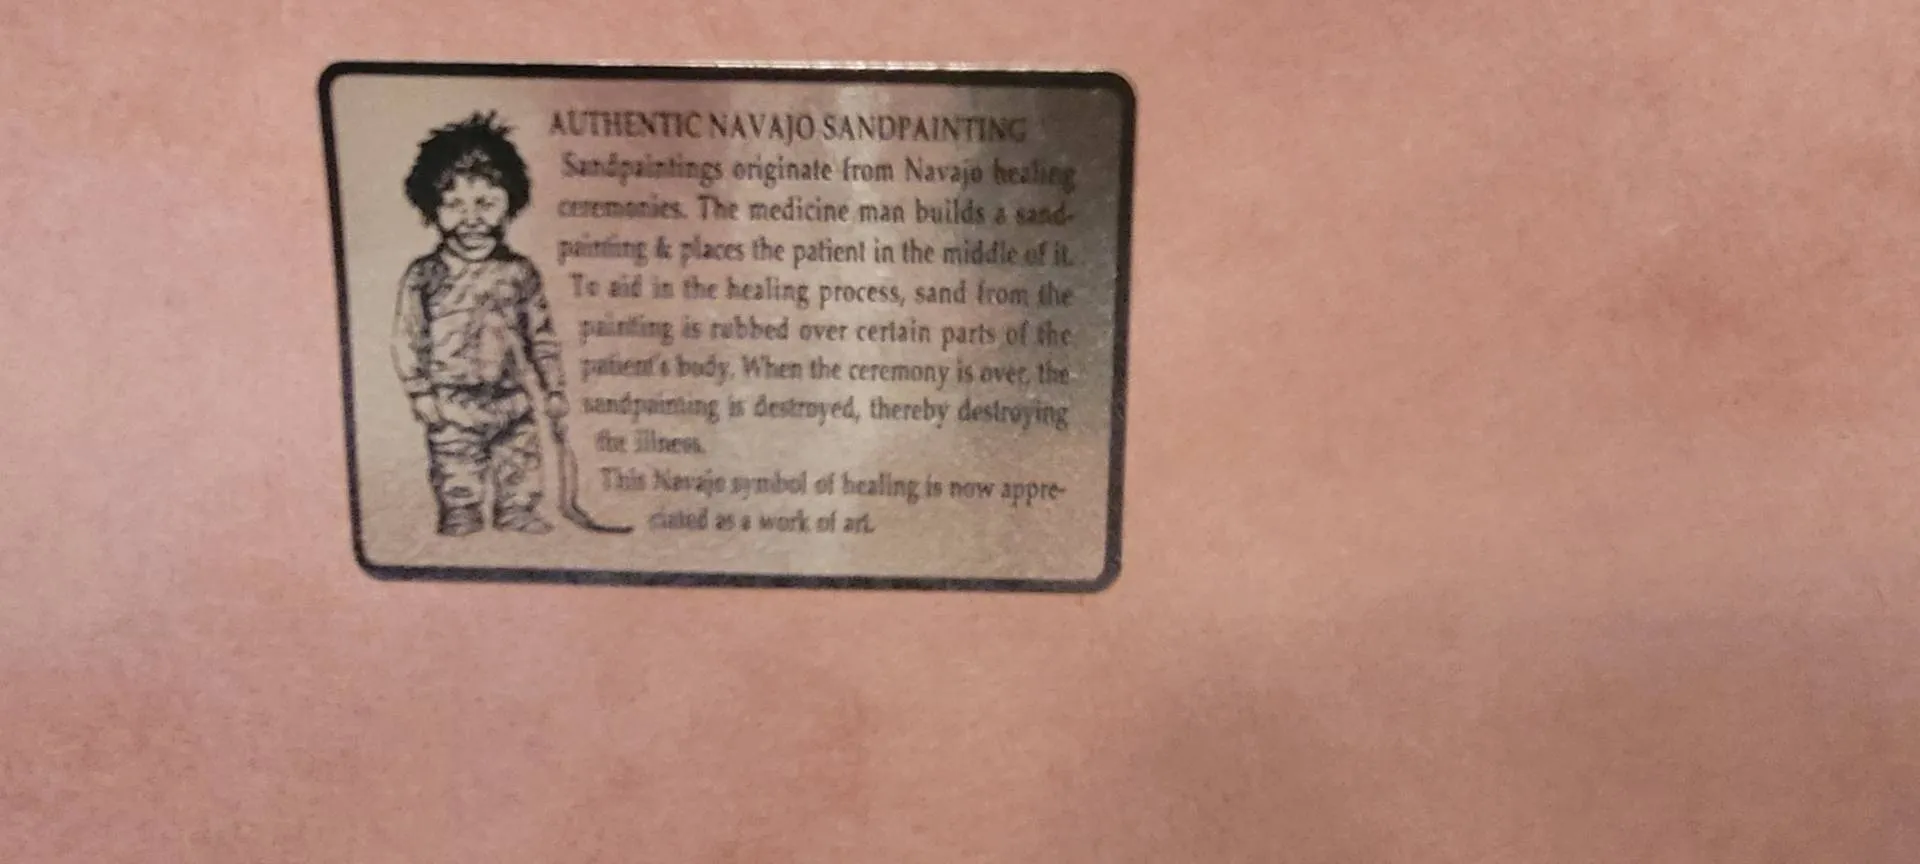 AUTHENTIC NAVAJO SANDPAINTING
Sandpaintings originate from Navajo healing
ceremonies. The medicine man builds a sand-
painting & places the patient in the middle of it.
To aid in the healing process, sand from the
painting is rubbed over certain parts of the
patient's body. When the ceremony is over, the
sandpainting is destroyed, thereby destroying
the illness.
This Navajo symbol of healing is now appre-
ciated as a work of art.